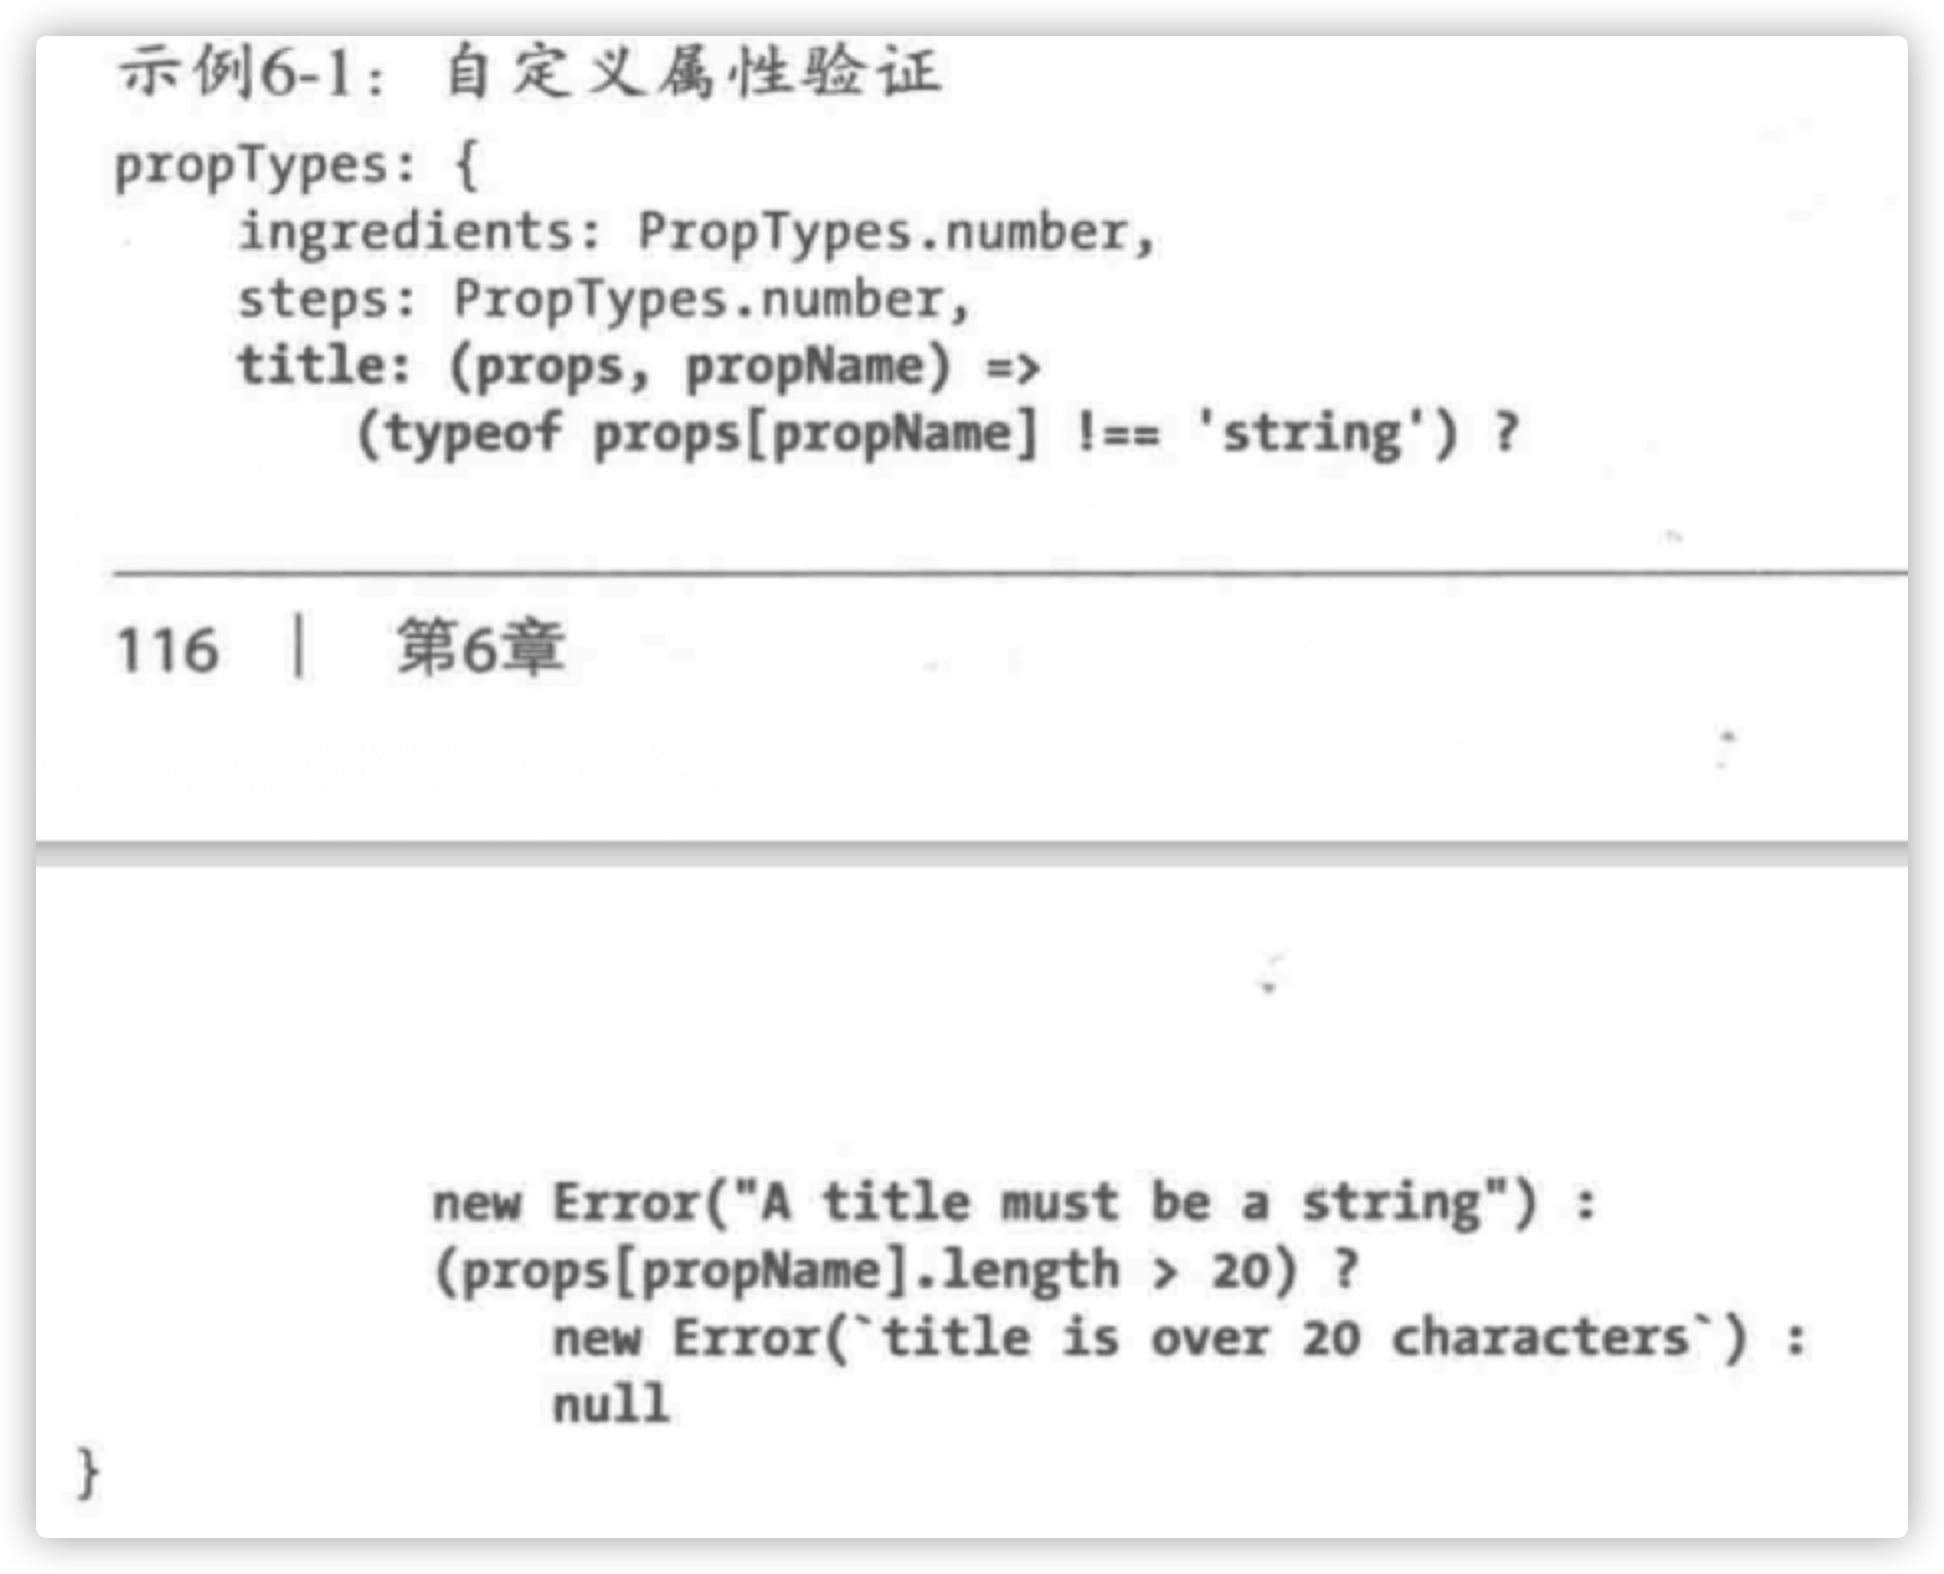 示例6-1：自定义属性验证
propTypes: {
    ingredients: PropTypes.number,
    steps: PropTypes.number,
    title: (props, propName) =>
        (typeof props[propName] !== 'string') ?
116 | 第6章
            new Error("A title must be a string") :
            (props[propName].length > 20) ?
                new Error(`title is over 20 characters`) :
                null
}